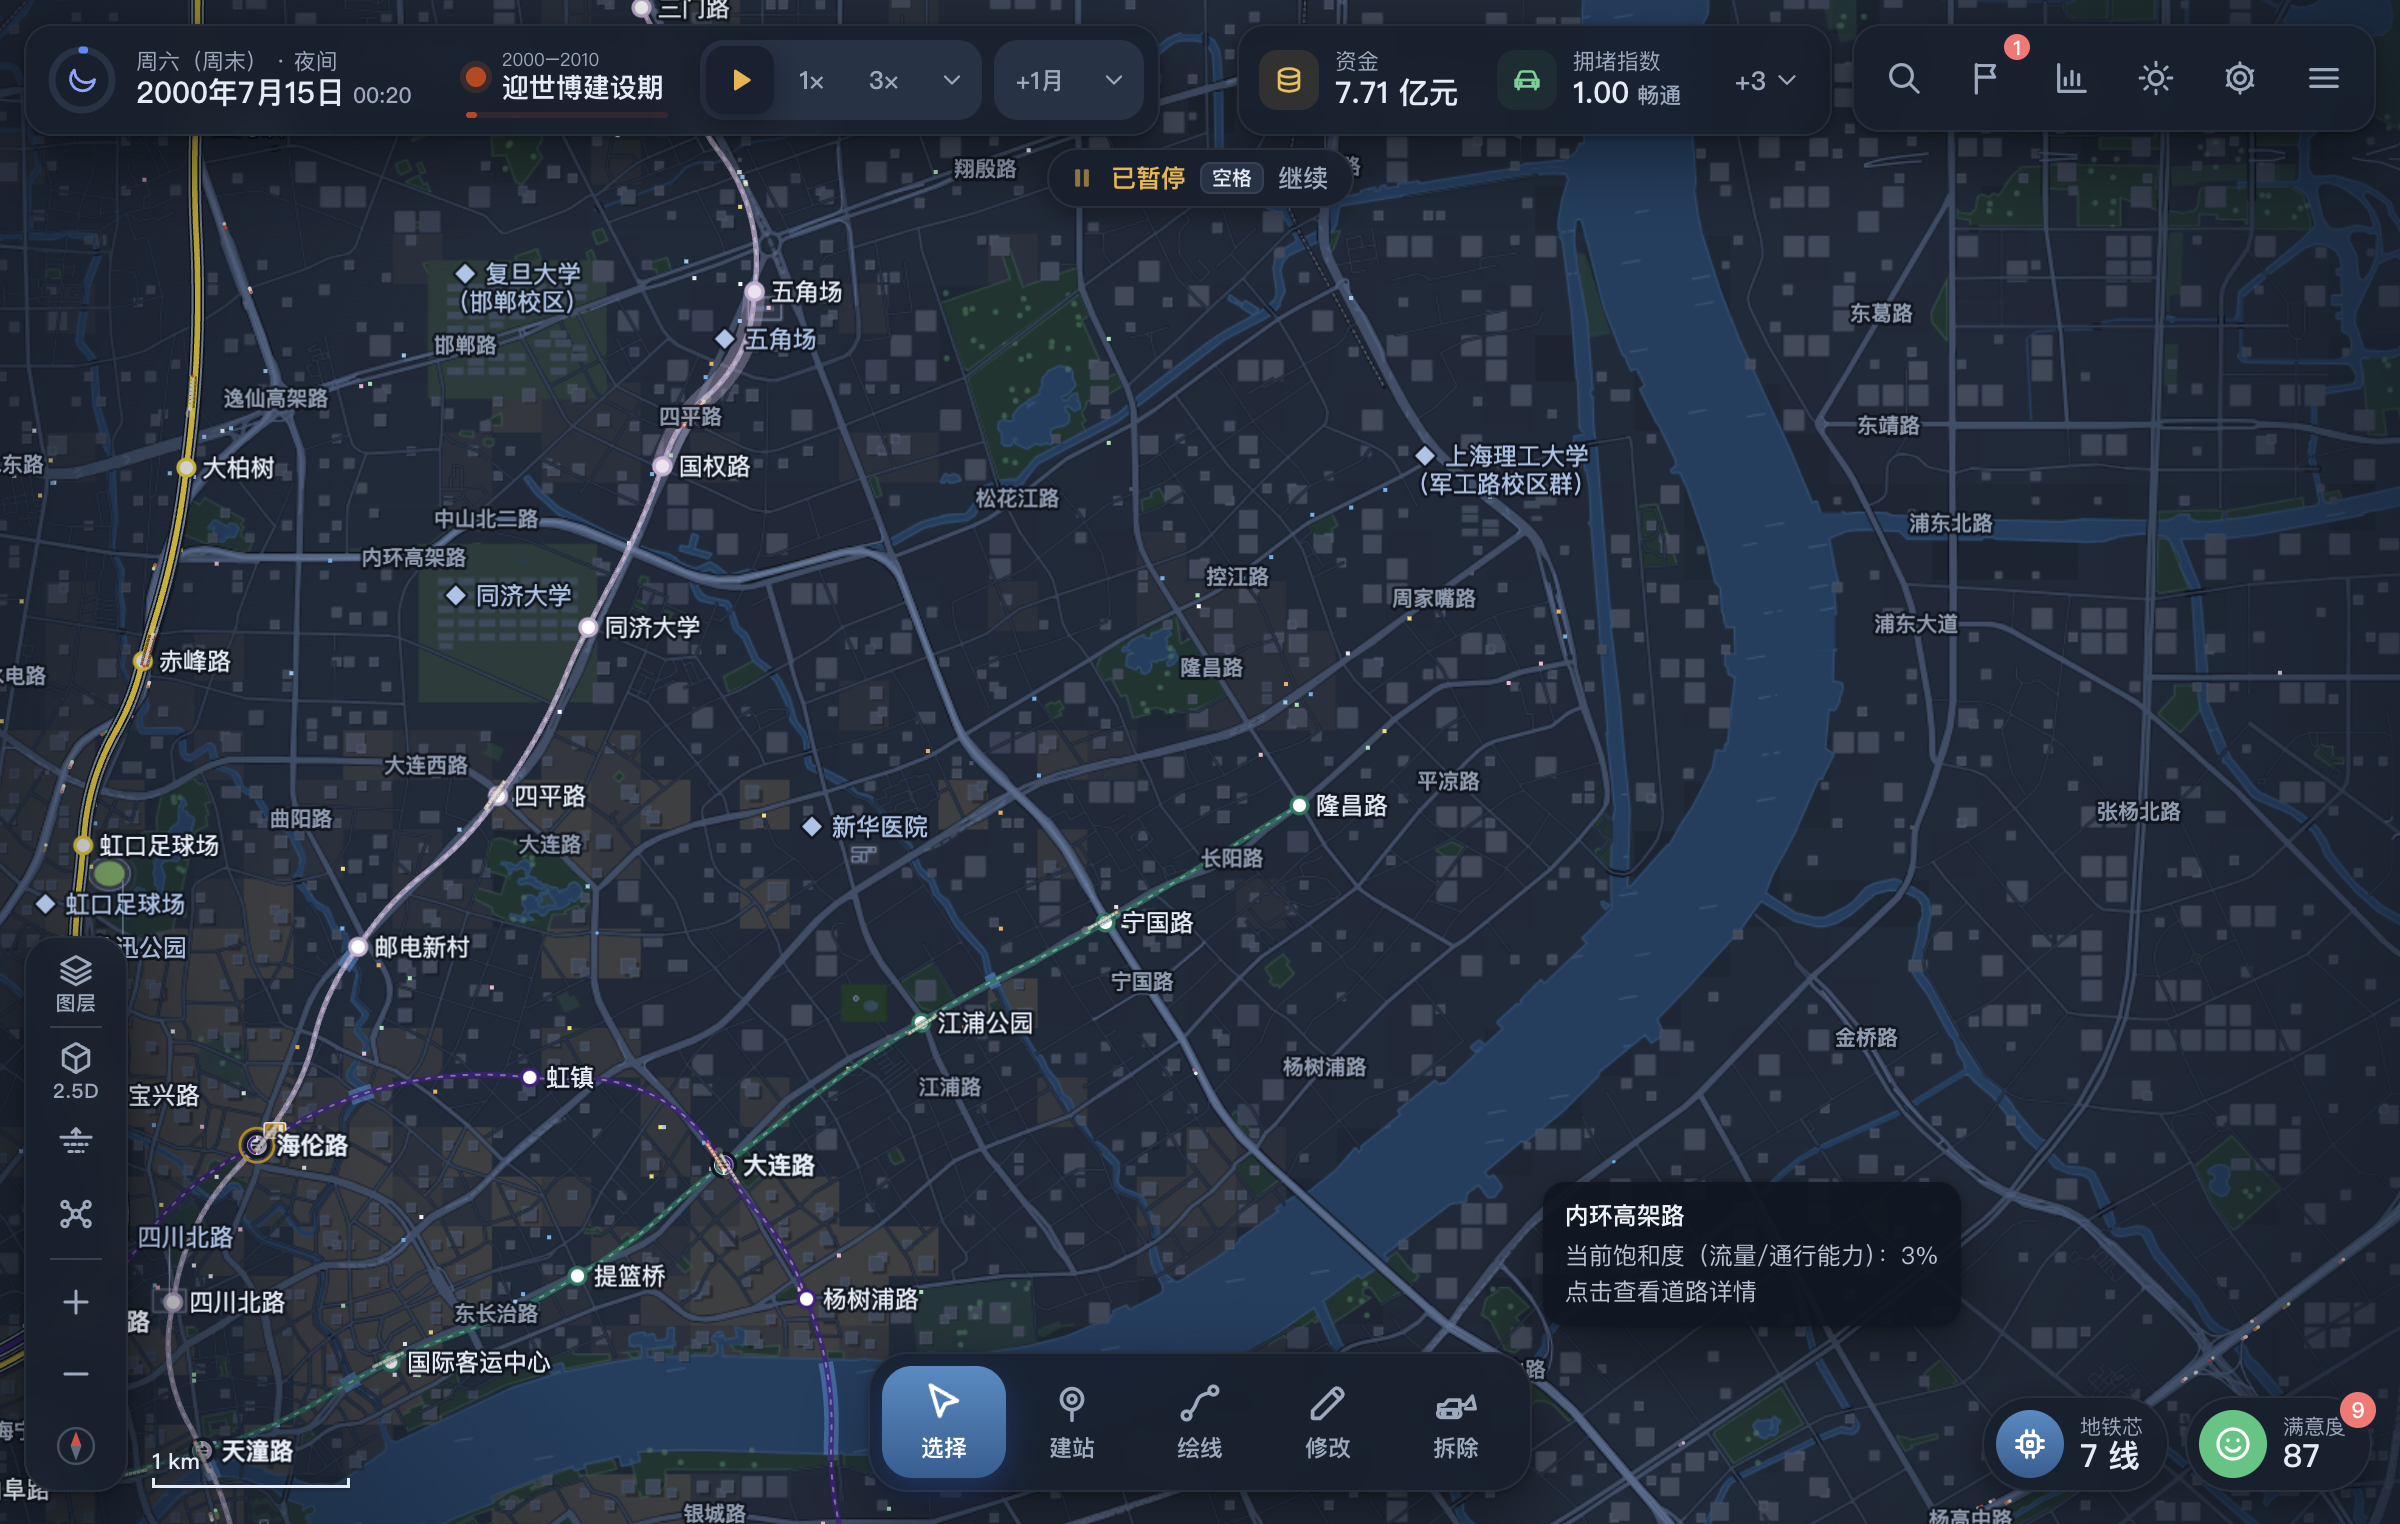 三门路
周六（周末） · 夜间
2000年7月15日 00:20
2000—2010
迎世博建设期
1×
3×
+1月
资金
7.71 亿元
拥堵指数
1.00 畅通
+3
1
已暂停 空格 继续
路
翔殷路
复旦大学
（邯郸校区）
五角场
五角场
邯郸路
东葛路
逸仙高架路
四平路
东路
大柏树
国权路
东靖路
上海理工大学
（军工路校区群）
松花江路
中山北二路
浦东北路
内环高架路
控江路
同济大学
周家嘴路
同济大学
浦东大道
赤峰路
电路
隆昌路
大连西路
四平路
平凉路
隆昌路
曲阳路
张杨北路
新华医院
虹口足球场
大连路
长阳路
虹口足球场
宁国路
迅公园
邮电新村
图层
宁国路
江浦公园
金桥路
2.5D
宝兴路
虹镇
江浦路
杨树浦路
海伦路
大连路
四川北路
内环高架路
当前饱和度（流量/通行能力）：3%
点击查看道路详情
提篮桥
四川北路
杨树浦路
路
东长治路
国际客运中心
路
选择
建站
绘线
修改
拆除
地铁芯
7 线
满意度
87
9
海宁
天潼路
1 km
阜路
银城路
杨高中路